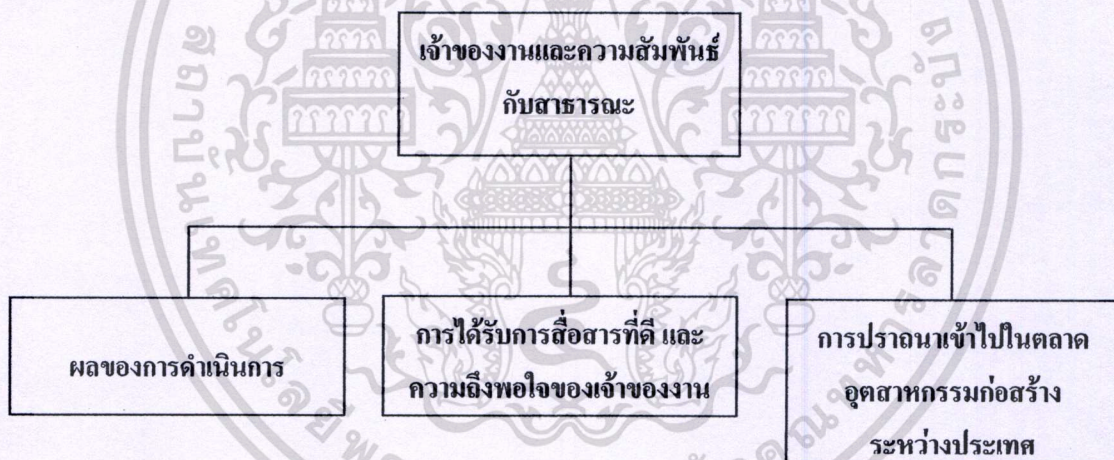 เจ้าของงานและความสัมพันธ์
กับสาธารณะ
ผลของการดำเนินการ
การได้รับการสื่อสารที่ดี และ
ความถึงพอใจของเจ้าของงาน
การปรารถนาเข้าไปในตลาด
อุตสาหกรรมก่อสร้าง
ระหว่างประเทศ